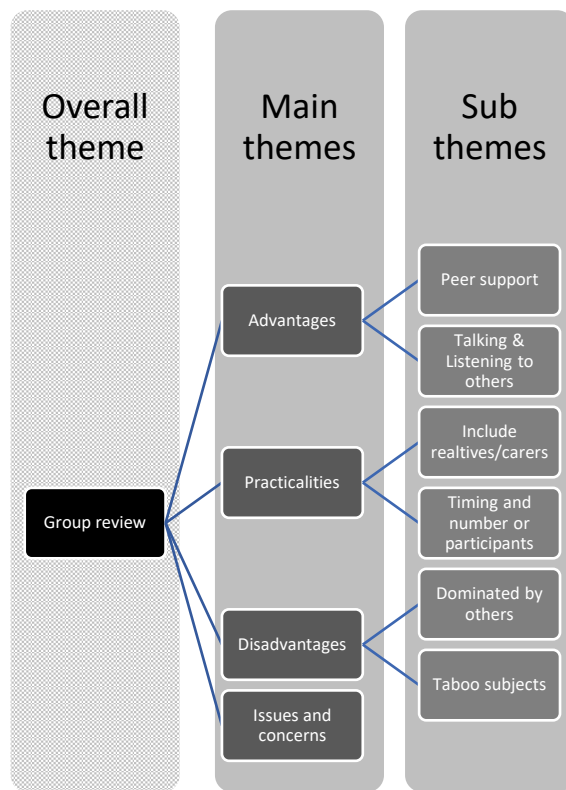 Overall
theme
Main
themes
Sub
themes
Group review
Advantages
Practicalities
Disadvantages
Issues and
concerns
Peer support
Talking &
Listening to
others
Include
realtives/carers
Timing and
number or
participants
Dominated by
others
Taboo subjects